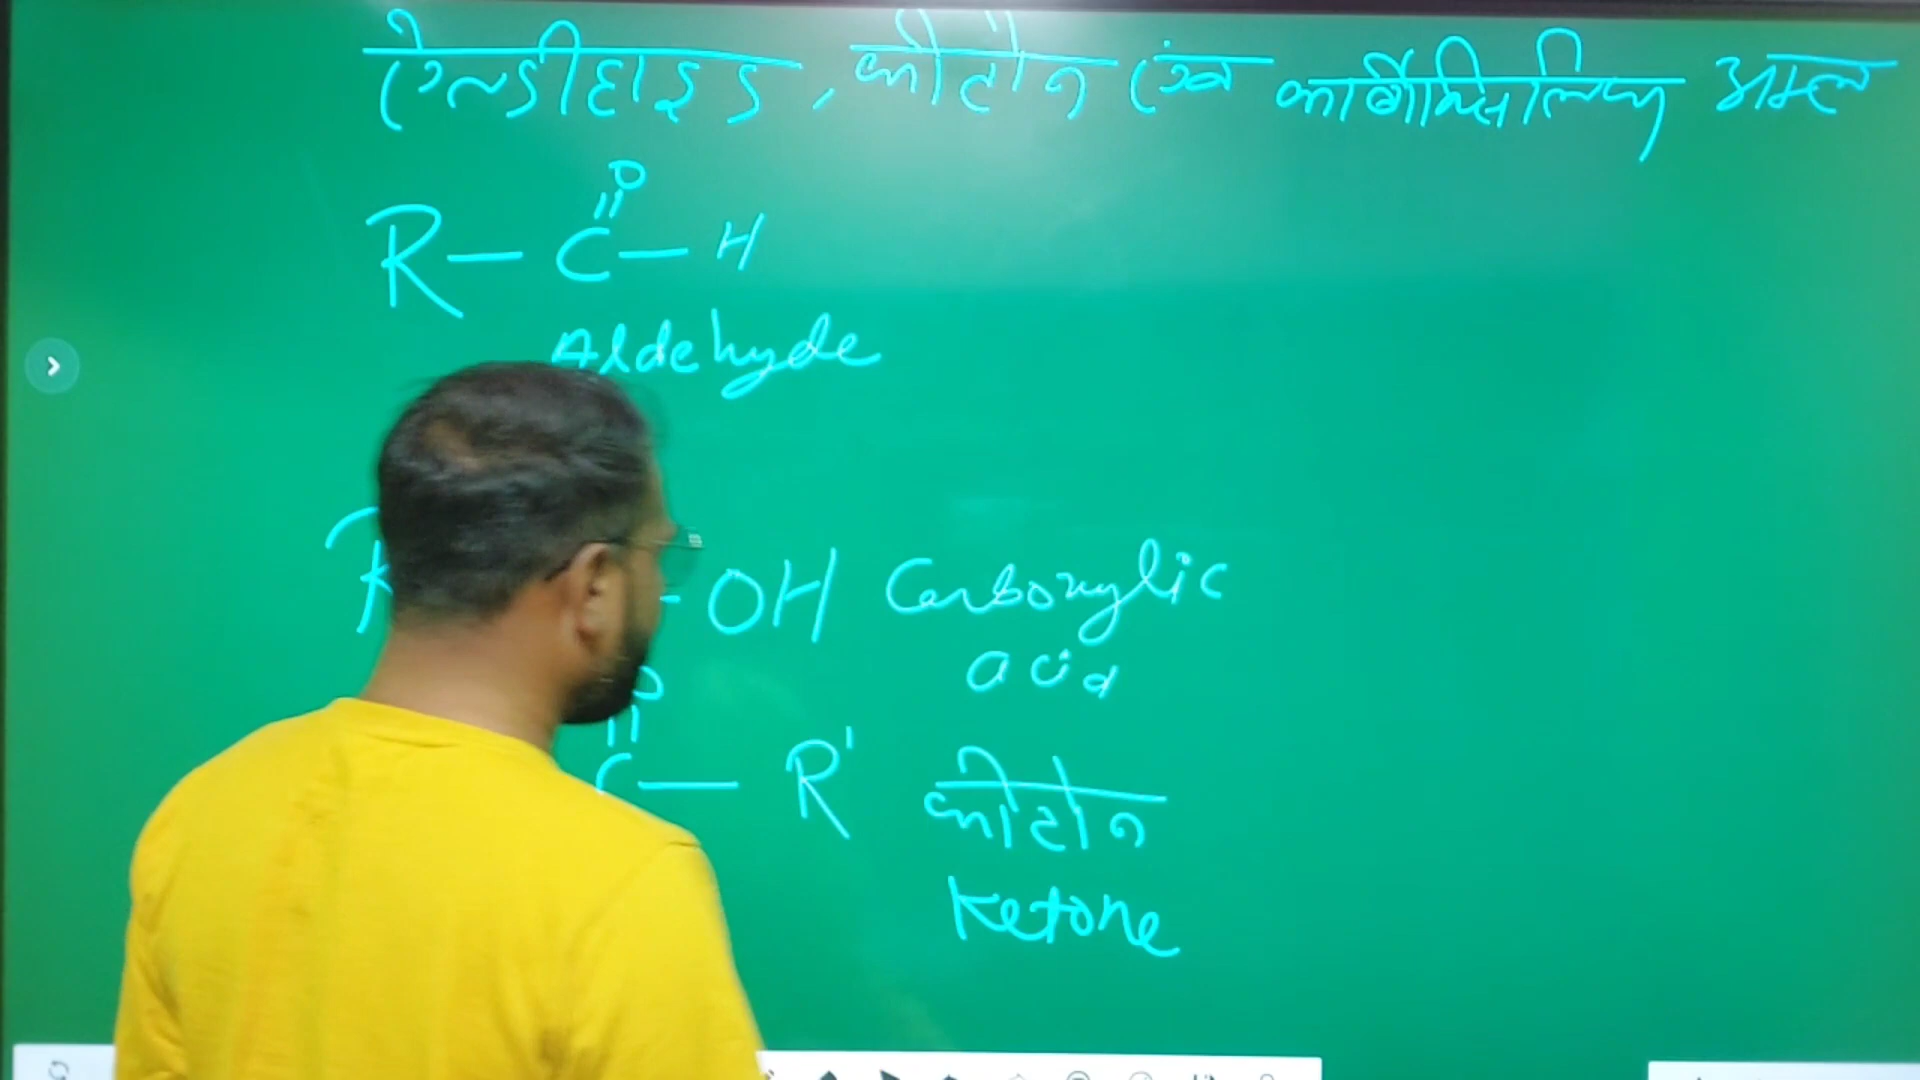 ऐल्डीहाइड, कीटोन एवं कार्बोक्सिलिक अम्ल
O
R — C — H
Aldehyde
R — OH Carboxylic
acid
O
C — R' कीटोन
Ketone